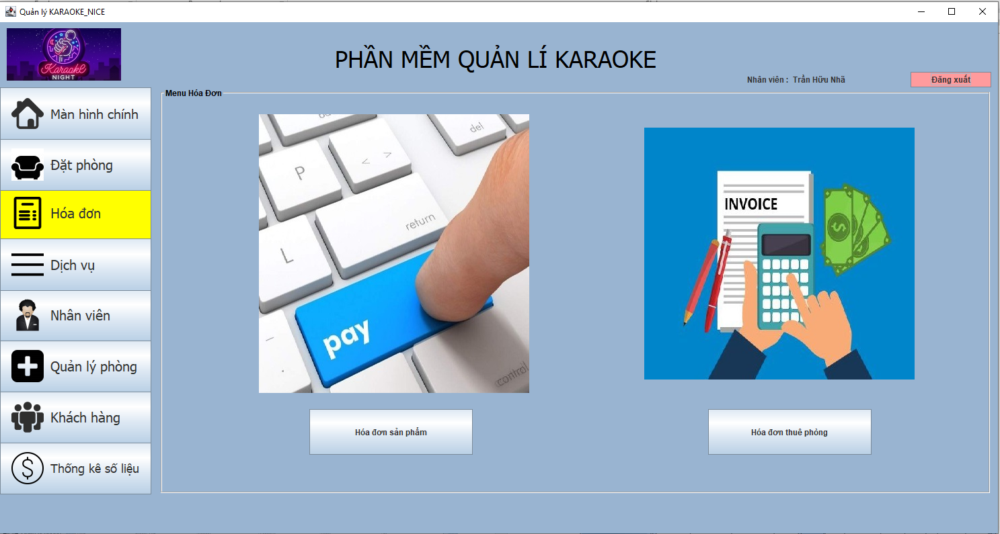 Quản lý KARAOKE_NICE
Karaoke
NIGHT
PHẦN MỀM QUẢN LÍ KARAOKE
Nhân viên : Trần Hữu Nhã
Đăng xuất
Màn hình chính
Đặt phòng
Hóa đơn
Dịch vụ
Nhân viên
Quản lý phòng
Khách hàng
Thống kê số liệu
Menu Hóa Đơn
del
P
< >
return
L
pay
control
INVOICE
Hóa đơn sản phẩm
Hóa đơn thuê phòng